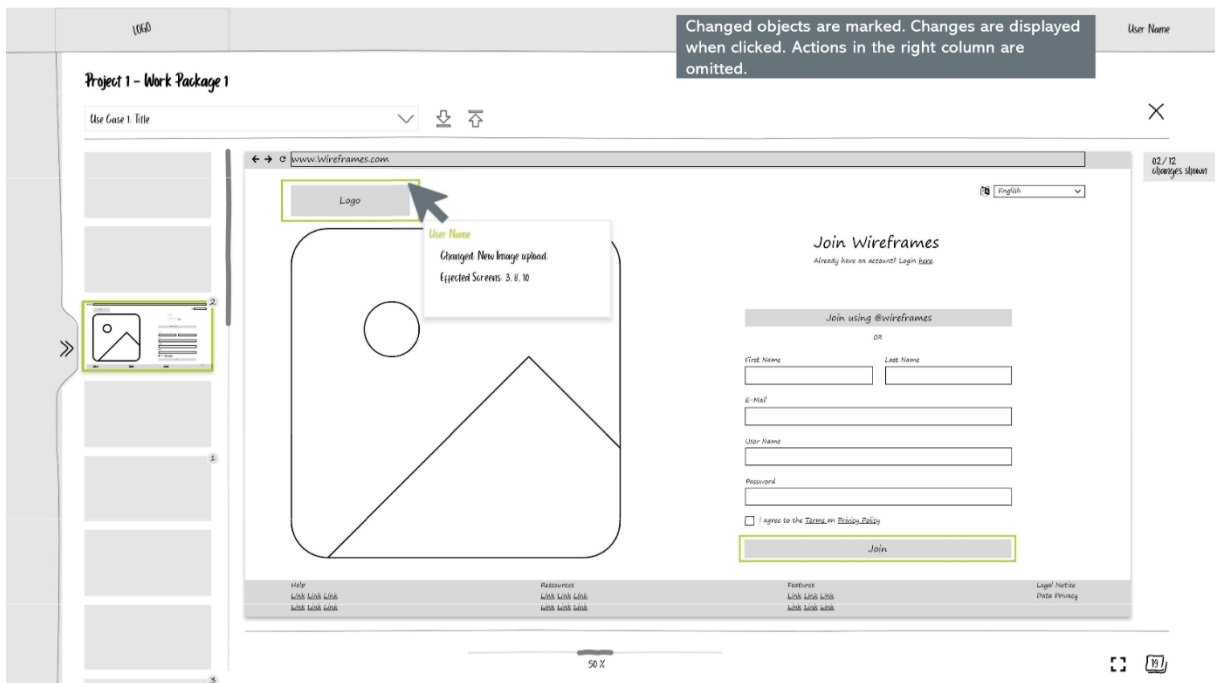 LOGO
Changed objects are marked. Changes are displayed
when clicked. Actions in the right column are
omitted.
User Name
Project 1 – Work Package 1
Use Case 1: Title
02/12
changes shown
www.Wireframes.com
Logo
English
User Name
Changed: New Image upload.
Effected Screens: 3, 8, 10
Join Wireframes
Already have an account? Login here.
2
Join using @wireframes
OR
First Name Last Name
E-Mail
User Name
1
Password
I agree to the Terms on Privicy Policy
Join
Help Ressources Features Legal Notice
Link Link Link Link Link Link Link Link Link Data Privacy
Link Link Link Link Link Link Link Link Link
50 %
19
3